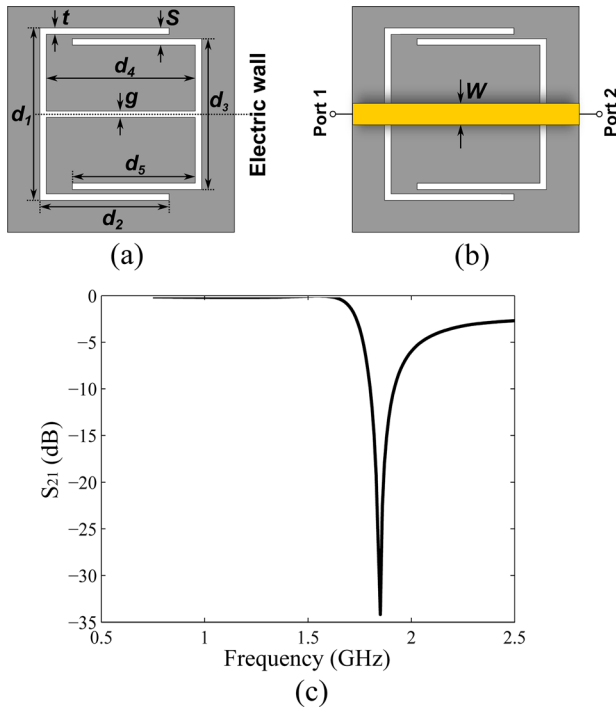 t
S
d4
g
d1
d3
d5
d2
Electric wall
(a)
W
Port 1
Port 2
(b)
0
−5
−10
−15
−20
−25
−30
−35
S21 (dB)
0.5
1
1.5
2
2.5
Frequency (GHz)
(c)